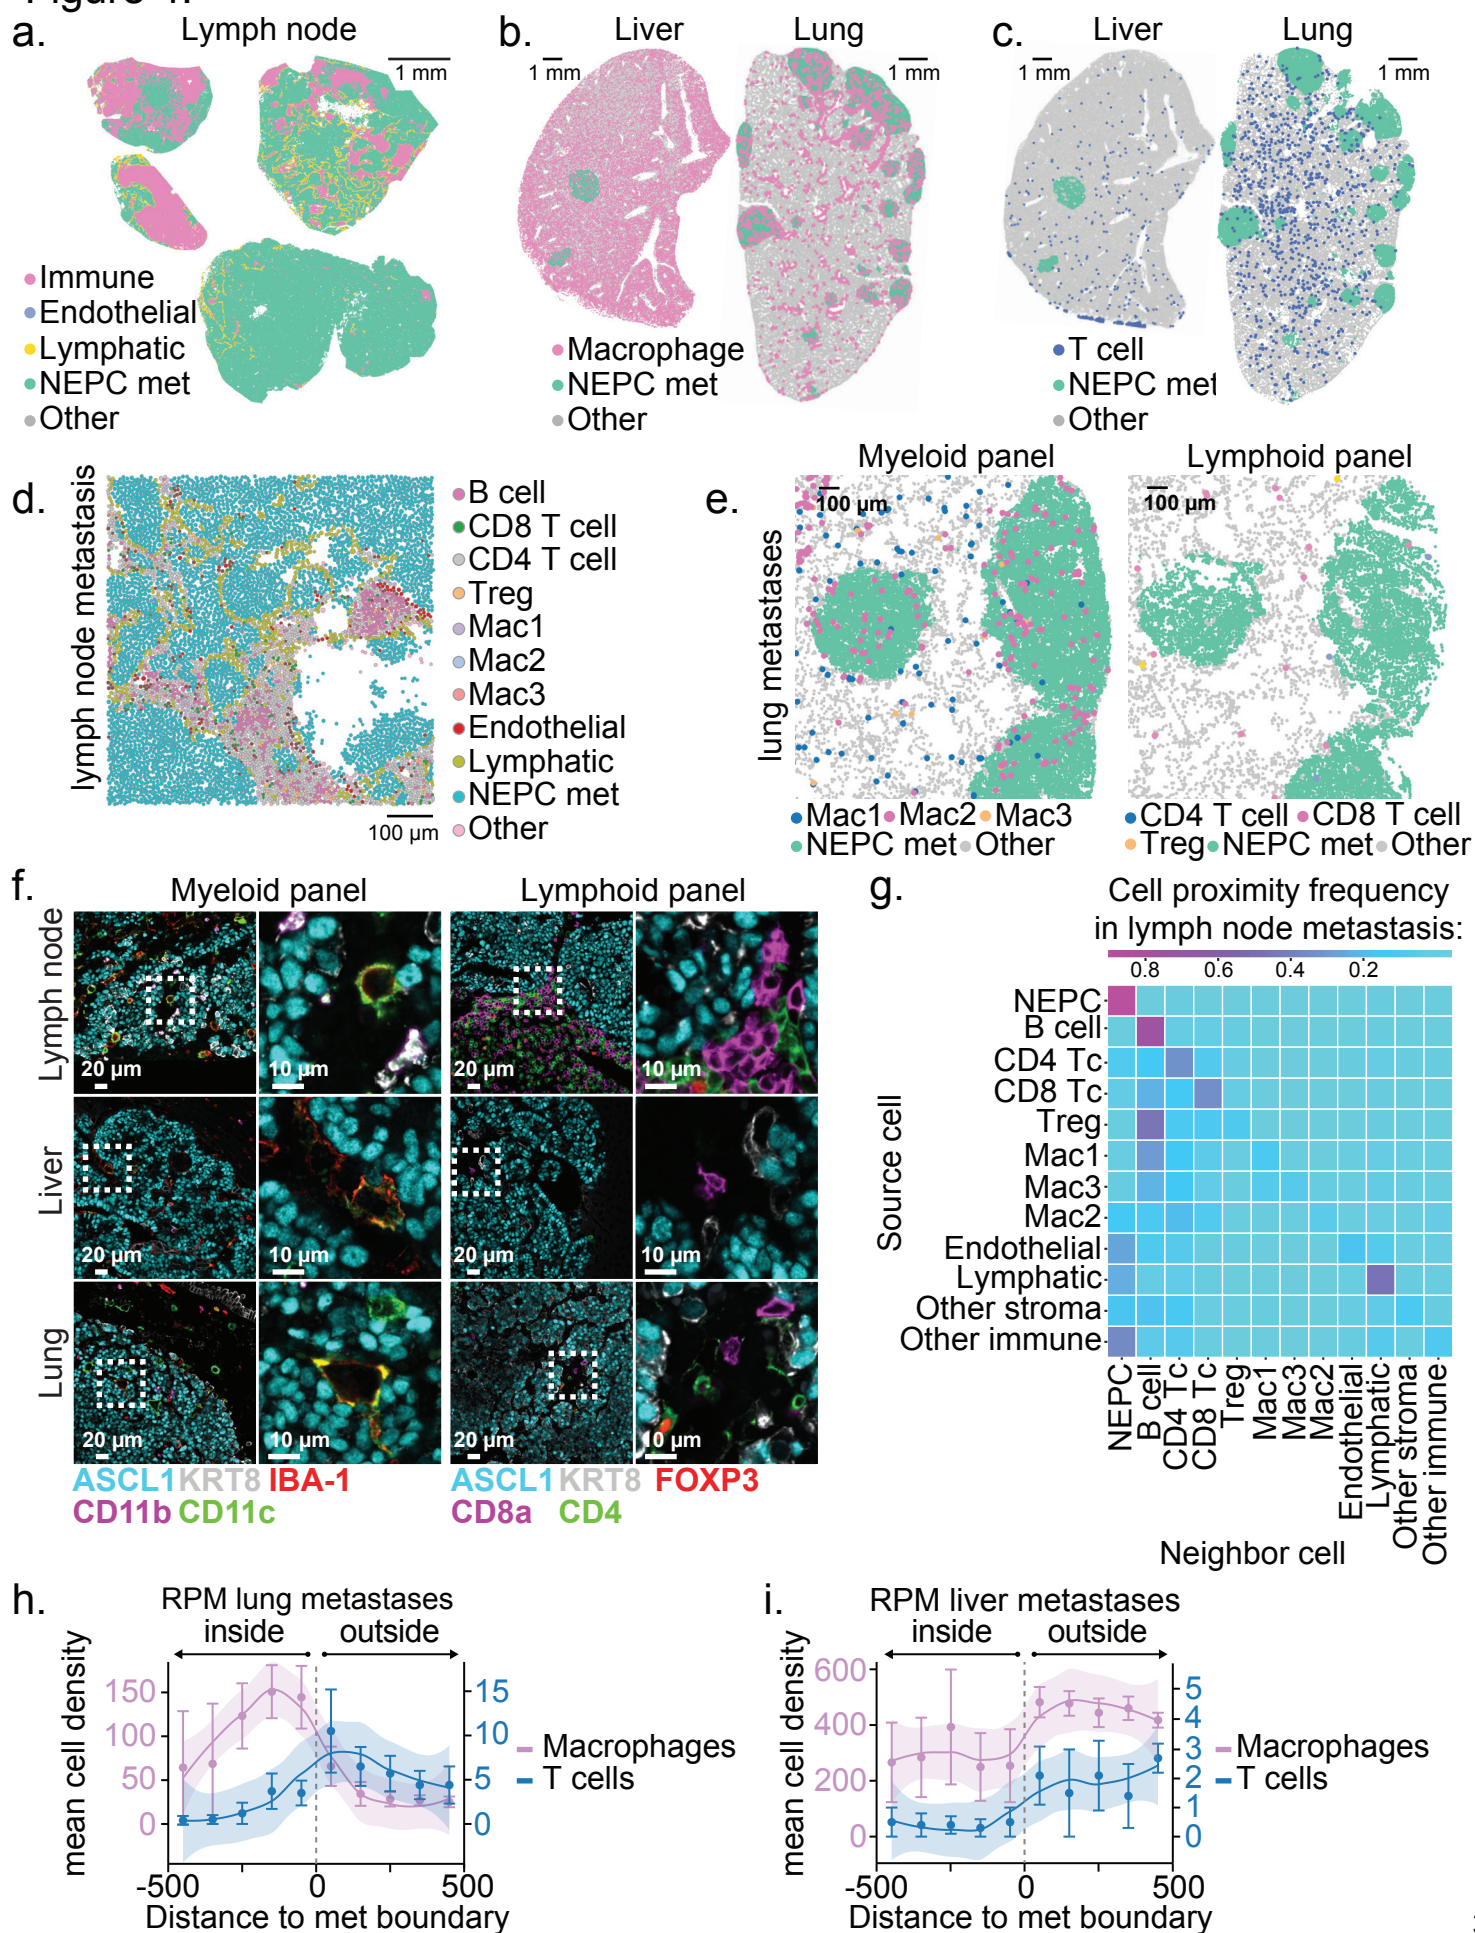 a.
Lymph node
1 mm
Immune
Endothelial
Lymphatic
NEPC met
Other
b.
Liver
Lung
1 mm
1 mm
Macrophage
NEPC met
Other
c.
Liver
Lung
1 mm
1 mm
T cell
NEPC met
Other
d.
lymph node metastasis
B cell
CD8 T cell
CD4 T cell
Treg
Mac1
Mac2
Mac3
Endothelial
Lymphatic
NEPC met
Other
100 µm
e.
Myeloid panel
Lymphoid panel
lung metastases
100 µm
100 µm
Mac1 Mac2 Mac3
NEPC met Other
CD4 T cell CD8 T cell
Treg NEPC met Other
f.
Myeloid panel
Lymphoid panel
Lymph node
20 µm
10 µm
20 µm
10 µm
Liver
20 µm
10 µm
20 µm
10 µm
Lung
20 µm
10 µm
20 µm
10 µm
ASCL1 KRT8 IBA-1
CD11b CD11c
ASCL1 KRT8 FOXP3
CD8a CD4
g.
Cell proximity frequency
in lymph node metastasis:
0.8 0.6 0.4 0.2
Source cell
NEPC
B cell
CD4 Tc
CD8 Tc
Treg
Mac1
Mac3
Mac2
Endothelial
Lymphatic
Other stroma
Other immune
NEPC
B cell
CD4 Tc
CD8 Tc
Treg
Mac1
Mac3
Mac2
Endothelial
Lymphatic
Other stroma
Other immune
Neighbor cell
h.
RPM lung metastases
inside outside
mean cell density
150
100
50
0
15
10
5
0
-500 0 500
Distance to met boundary
Macrophages
T cells
i.
RPM liver metastases
inside outside
mean cell density
600
400
200
0
5
4
3
2
1
0
-500 0 500
Distance to met boundary
Macrophages
T cells